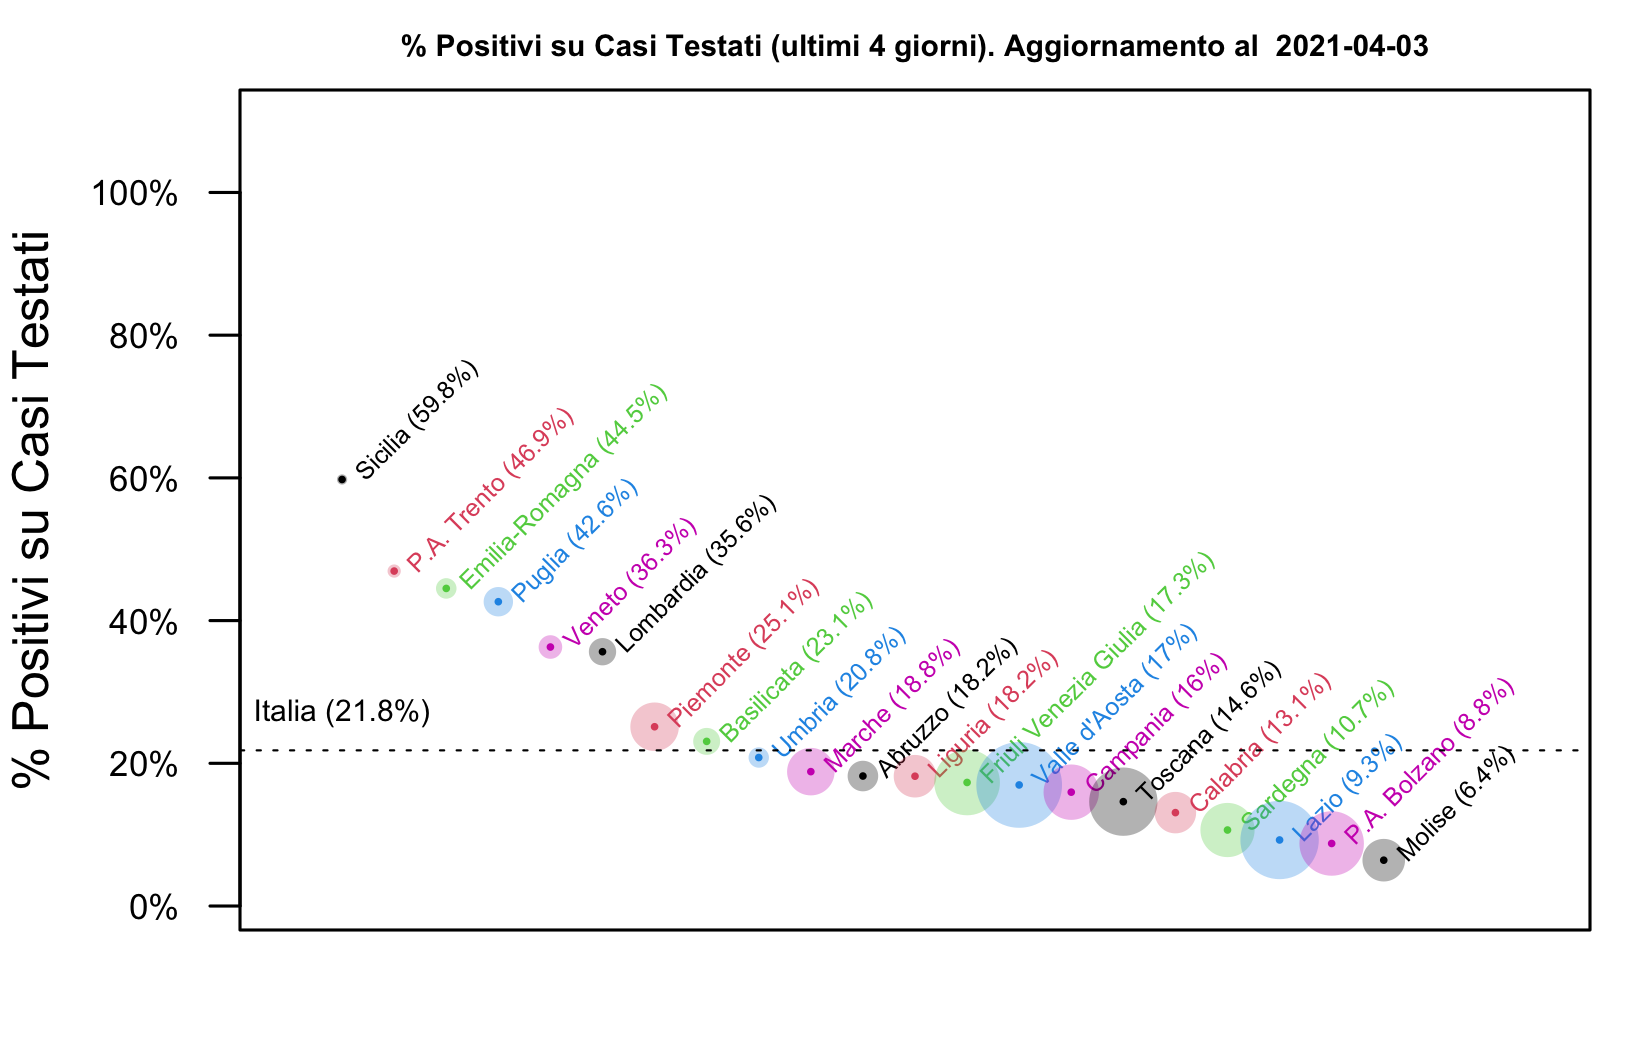 % Positivi su Casi Testati (ultimi 4 giorni). Aggiornamento al  2021-04-03
% Positivi su Casi Testati
100%
80%
60%
40%
20%
0%
Italia (21.8%)
Sicilia (59.8%)
P.A. Trento (46.9%)
Emilia-Romagna (44.5%)
Puglia (42.6%)
Veneto (36.3%)
Lombardia (35.6%)
Piemonte (25.1%)
Basilicata (23.1%)
Umbria (20.8%)
Marche (18.8%)
Abruzzo (18.2%)
Liguria (18.2%)
Friuli Venezia Giulia (17.3%)
Valle d'Aosta (17%)
Campania (16%)
Toscana (14.6%)
Calabria (13.1%)
Sardegna (10.7%)
Lazio (9.3%)
P.A. Bolzano (8.8%)
Molise (6.4%)